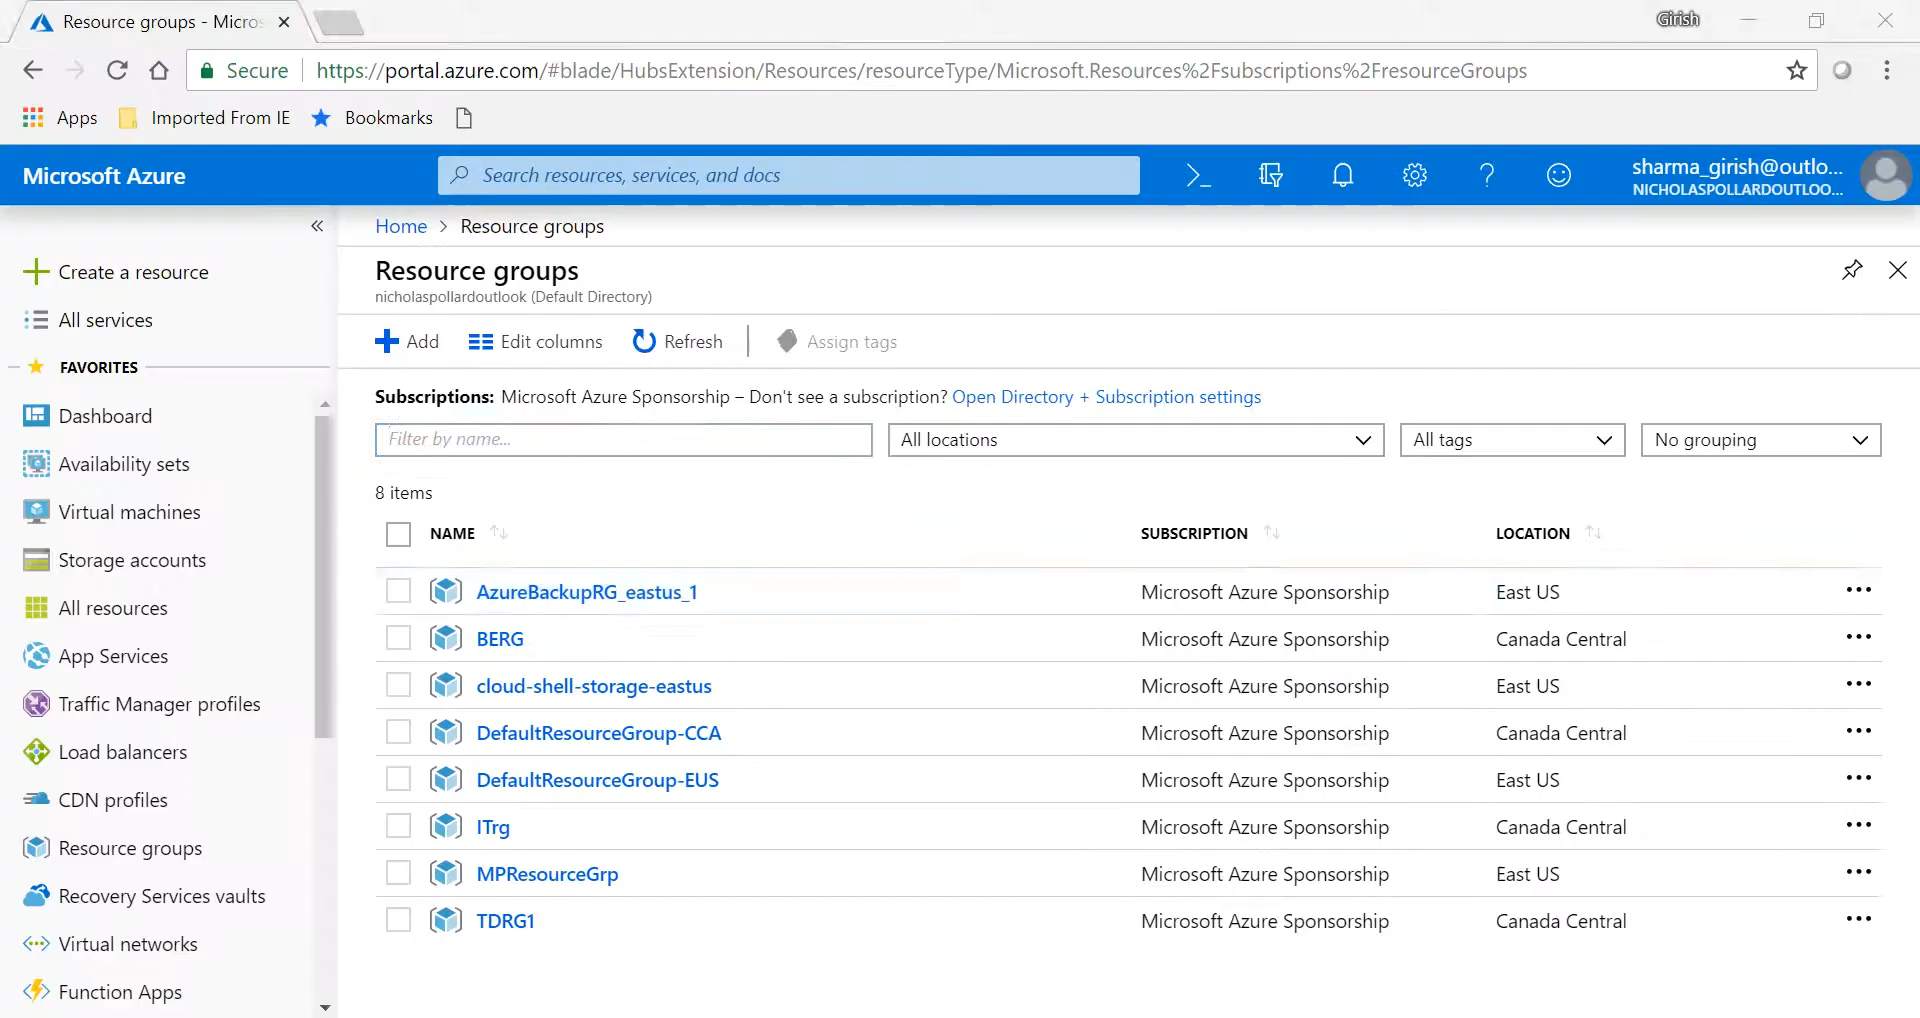 Resource groups - Micros
Girish
Secure
https://portal.azure.com/#blade/HubsExtension/Resources/resourceType/Microsoft.Resources%2Fsubscriptions%2FresourceGroups
Apps
Imported From IE
Bookmarks
Microsoft Azure
Search resources, services, and docs
sharma_girish@outlo...
NICHOLASPOLLARDOUTLOO...
Home > Resource groups
Create a resource
All services
FAVORITES
Dashboard
Availability sets
Virtual machines
Storage accounts
All resources
App Services
Traffic Manager profiles
Load balancers
CDN profiles
Resource groups
Recovery Services vaults
Virtual networks
Function Apps
Resource groups
nicholaspollardoutlook (Default Directory)
Add Edit columns Refresh Assign tags
Subscriptions: Microsoft Azure Sponsorship – Don't see a subscription? Open Directory + Subscription settings
Filter by name... All locations All tags No grouping
8 items
NAME SUBSCRIPTION LOCATION
AzureBackupRG_eastus_1 Microsoft Azure Sponsorship East US
BERG Microsoft Azure Sponsorship Canada Central
cloud-shell-storage-eastus Microsoft Azure Sponsorship East US
DefaultResourceGroup-CCA Microsoft Azure Sponsorship Canada Central
DefaultResourceGroup-EUS Microsoft Azure Sponsorship East US
ITrg Microsoft Azure Sponsorship Canada Central
MPResourceGrp Microsoft Azure Sponsorship East US
TDRG1 Microsoft Azure Sponsorship Canada Central